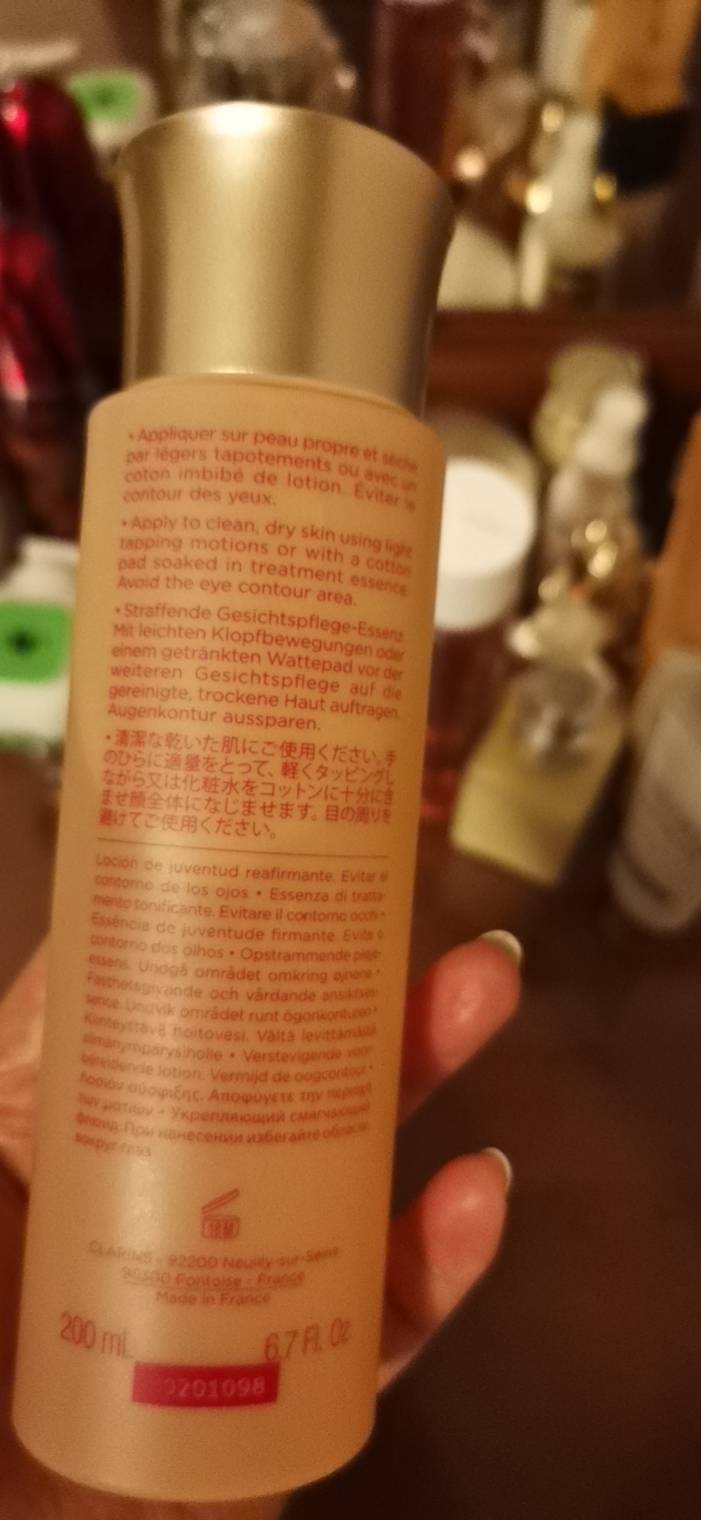 • Appliquer sur peau propre et sèche
par légers tapotements ou avec un
coton imbibé de lotion. Éviter le
contour des yeux.
• Apply to clean, dry skin using light
tapping motions or with a cotton
pad soaked in treatment essence.
Avoid the eye contour area.
• Straffende Gesichtspflege-Essenz.
Mit leichten Klopfbewegungen oder
einem getränkten Wattepad vor der
weiteren Gesichtspflege auf die
gereinigte, trockene Haut auftragen.
Augenkontur aussparen.
• 清潔な乾いた肌にご使用ください。手
のひらに適量をとって、軽くタッピングし
ながら又は化粧水をコットンに十分に含
ませ顔全体になじませます。目の周りを
避けてご使用ください。
Loción de juventud reafirmante. Evitar el
contorno de los ojos • Essenza di tratta-
mento tonificante. Evitare il contorno occhi •
Essência de juventude firmante. Evite o
contorno dos olhos • Opstrammende pleje-
essens. Undgå området omkring øjnene •
Fasthetsgivande och vårdande ansiktses-
sence. Undvik området runt ögonkonturen •
Kiinteyttävä hoitovesi. Vältä levittämästä
silmänympärysiholle • Verstevigende voor-
bereidende lotion. Vermijd de oogcontour •
Λοσιόν σύσφιξης. Αποφύγετε την περιοχή
των ματιών • Укрепляющий смягчающий
флюид. При нанесении избегайте области
вокруг глаз
18M
CLARINS - 92200 Neuilly-sur-Seine
95300 Pontoise - France
Made in France
200 mL 6.7 Fl. Oz
0201098